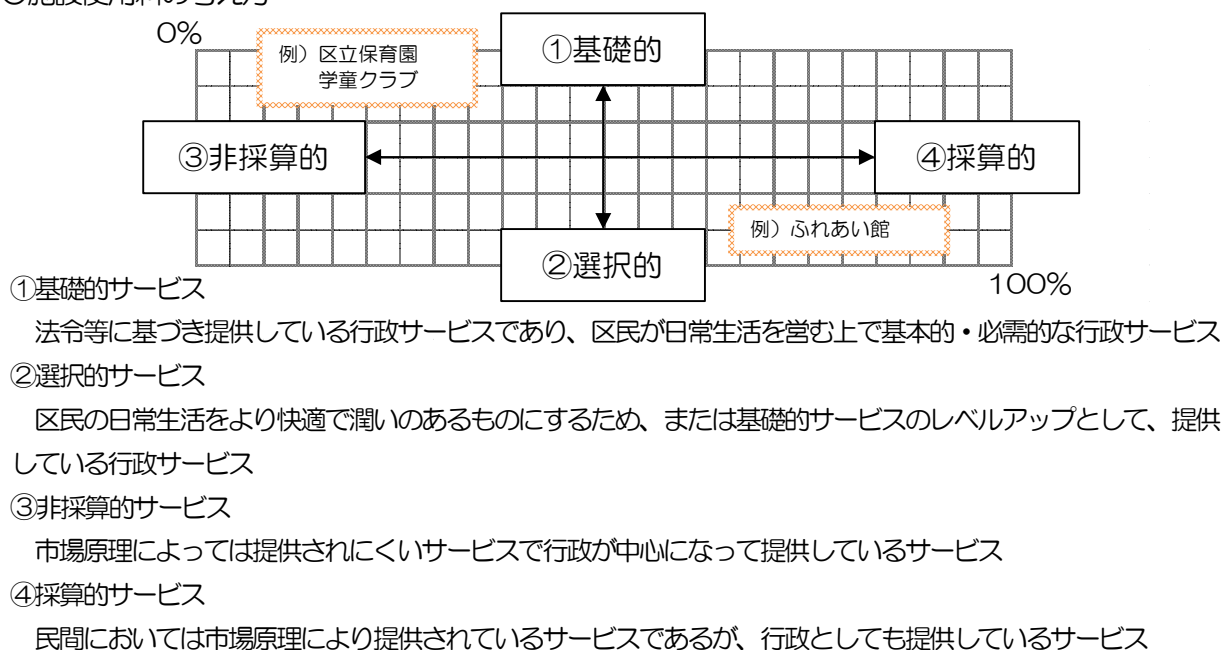 0%
例）区立保育園
学童クラブ
①基礎的
③非採算的
④採算的
例）ふれあい館
②選択的
100%
①基礎的サービス
法令等に基づき提供している行政サービスであり、区民が日常生活を営む上で基本的・必需的な行政サービス
②選択的サービス
区民の日常生活をより快適で潤いのあるものにするため、または基礎的サービスのレベルアップとして、提供
している行政サービス
③非採算的サービス
市場原理によっては提供されにくいサービスで行政が中心になって提供しているサービス
④採算的サービス
民間においては市場原理により提供されているサービスであるが、行政としても提供しているサービス